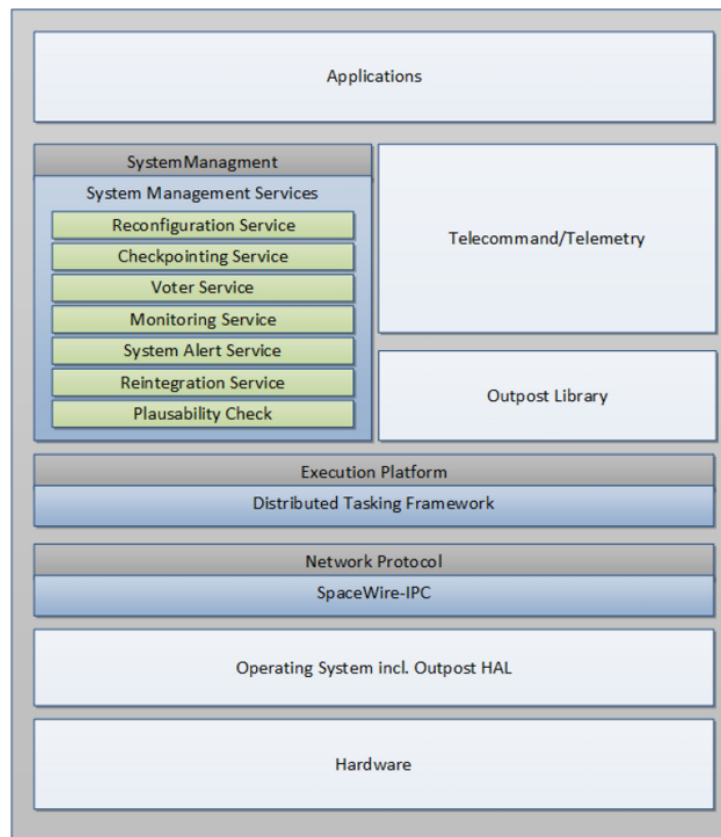 Applications
SystemManagment
System Management Services
Reconfiguration Service
Checkpointing Service
Voter Service
Monitoring Service
System Alert Service
Reintegration Service
Plausability Check
Telecommand/Telemetry
Outpost Library
Execution Platform
Distributed Tasking Framework
Network Protocol
SpaceWire-IPC
Operating System incl. Outpost HAL
Hardware